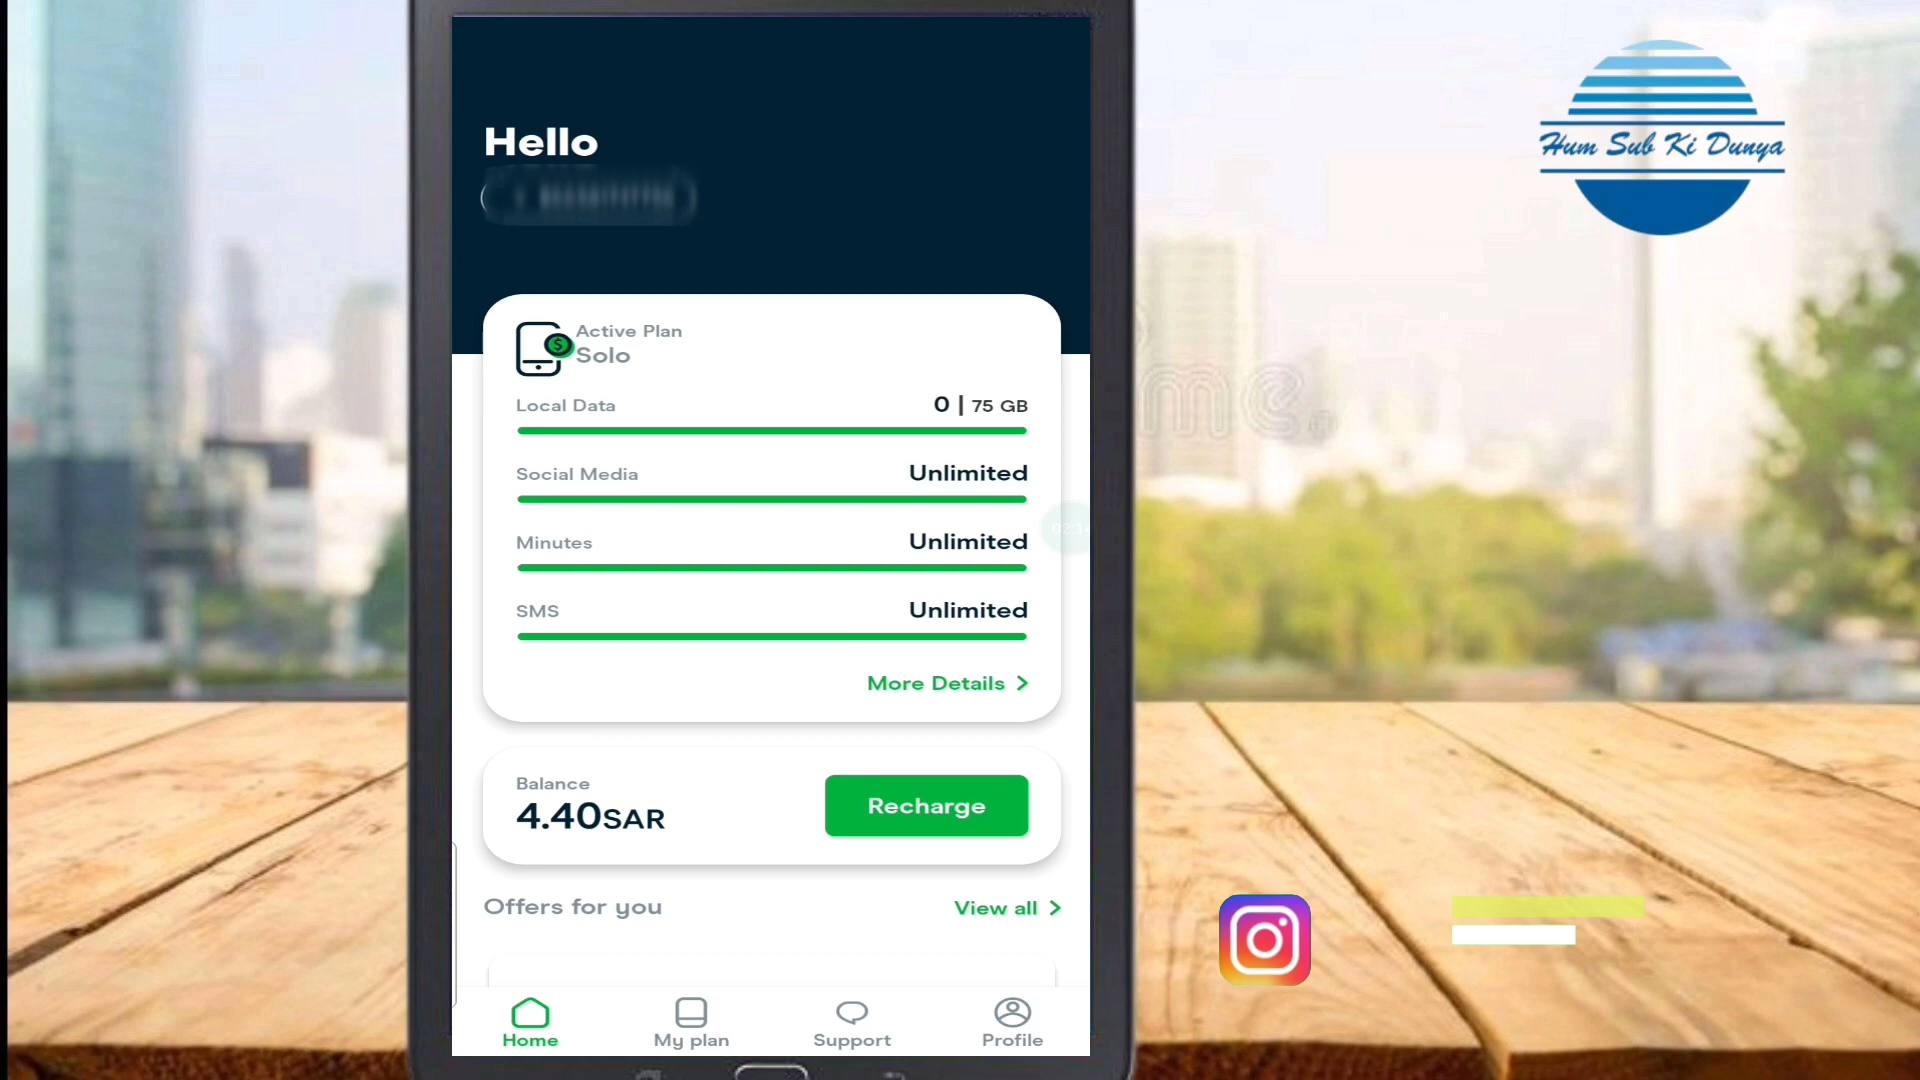 Hello
Active Plan
$
Solo
Local Data 0 | 75 GB
Social Media Unlimited
Minutes Unlimited
SMS Unlimited
More Details >
Balance
4.40SAR
Recharge
Offers for you
View all >
Home
My plan
Support
Profile
Hum Sub Ki Dunya
me.